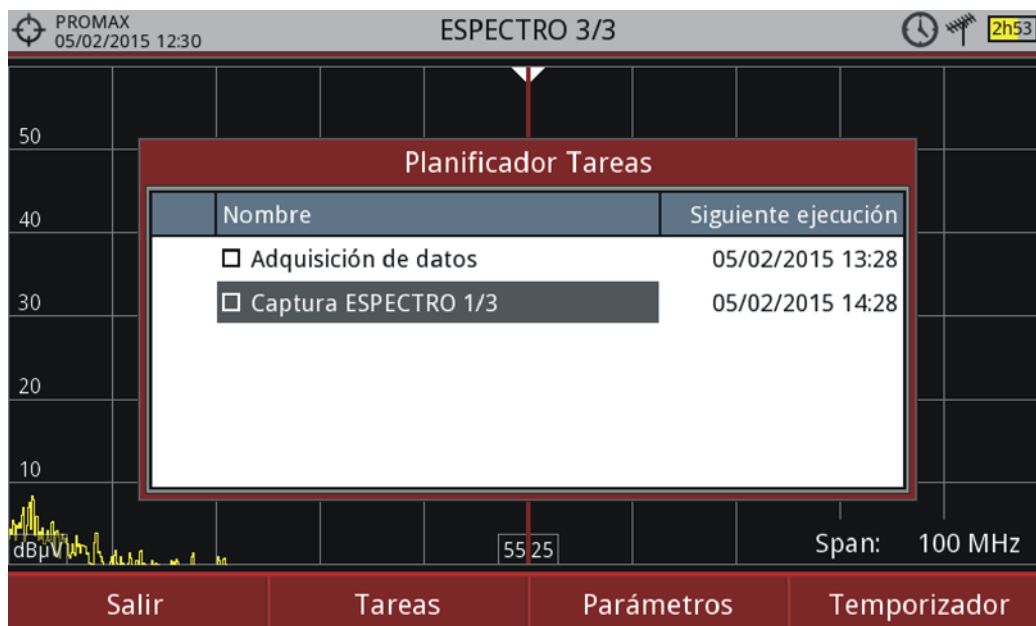 PROMAX
05/02/2015 12:30
ESPECTRO 3/3
2h53
50
Planificador Tareas
Nombre Siguiente ejecución
40
Adquisición de datos 05/02/2015 13:28
Captura ESPECTRO 1/3 05/02/2015 14:28
30
20
10
dBµV
55 25
Span: 100 MHz
Salir Tareas Parámetros Temporizador